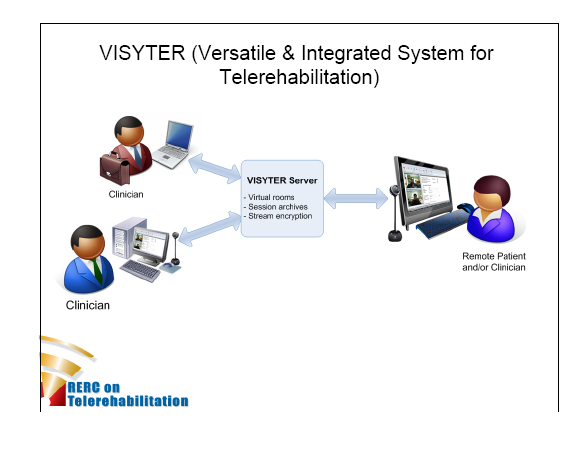 VISYTER (Versatile & Integrated System for
Telerehabilitation)
Clinician
VISYTER Server
- Virtual rooms
- Session archives
- Stream encryption
Remote Patient
and/or Clinician
Clinician
RERC on
Telerehabilitation